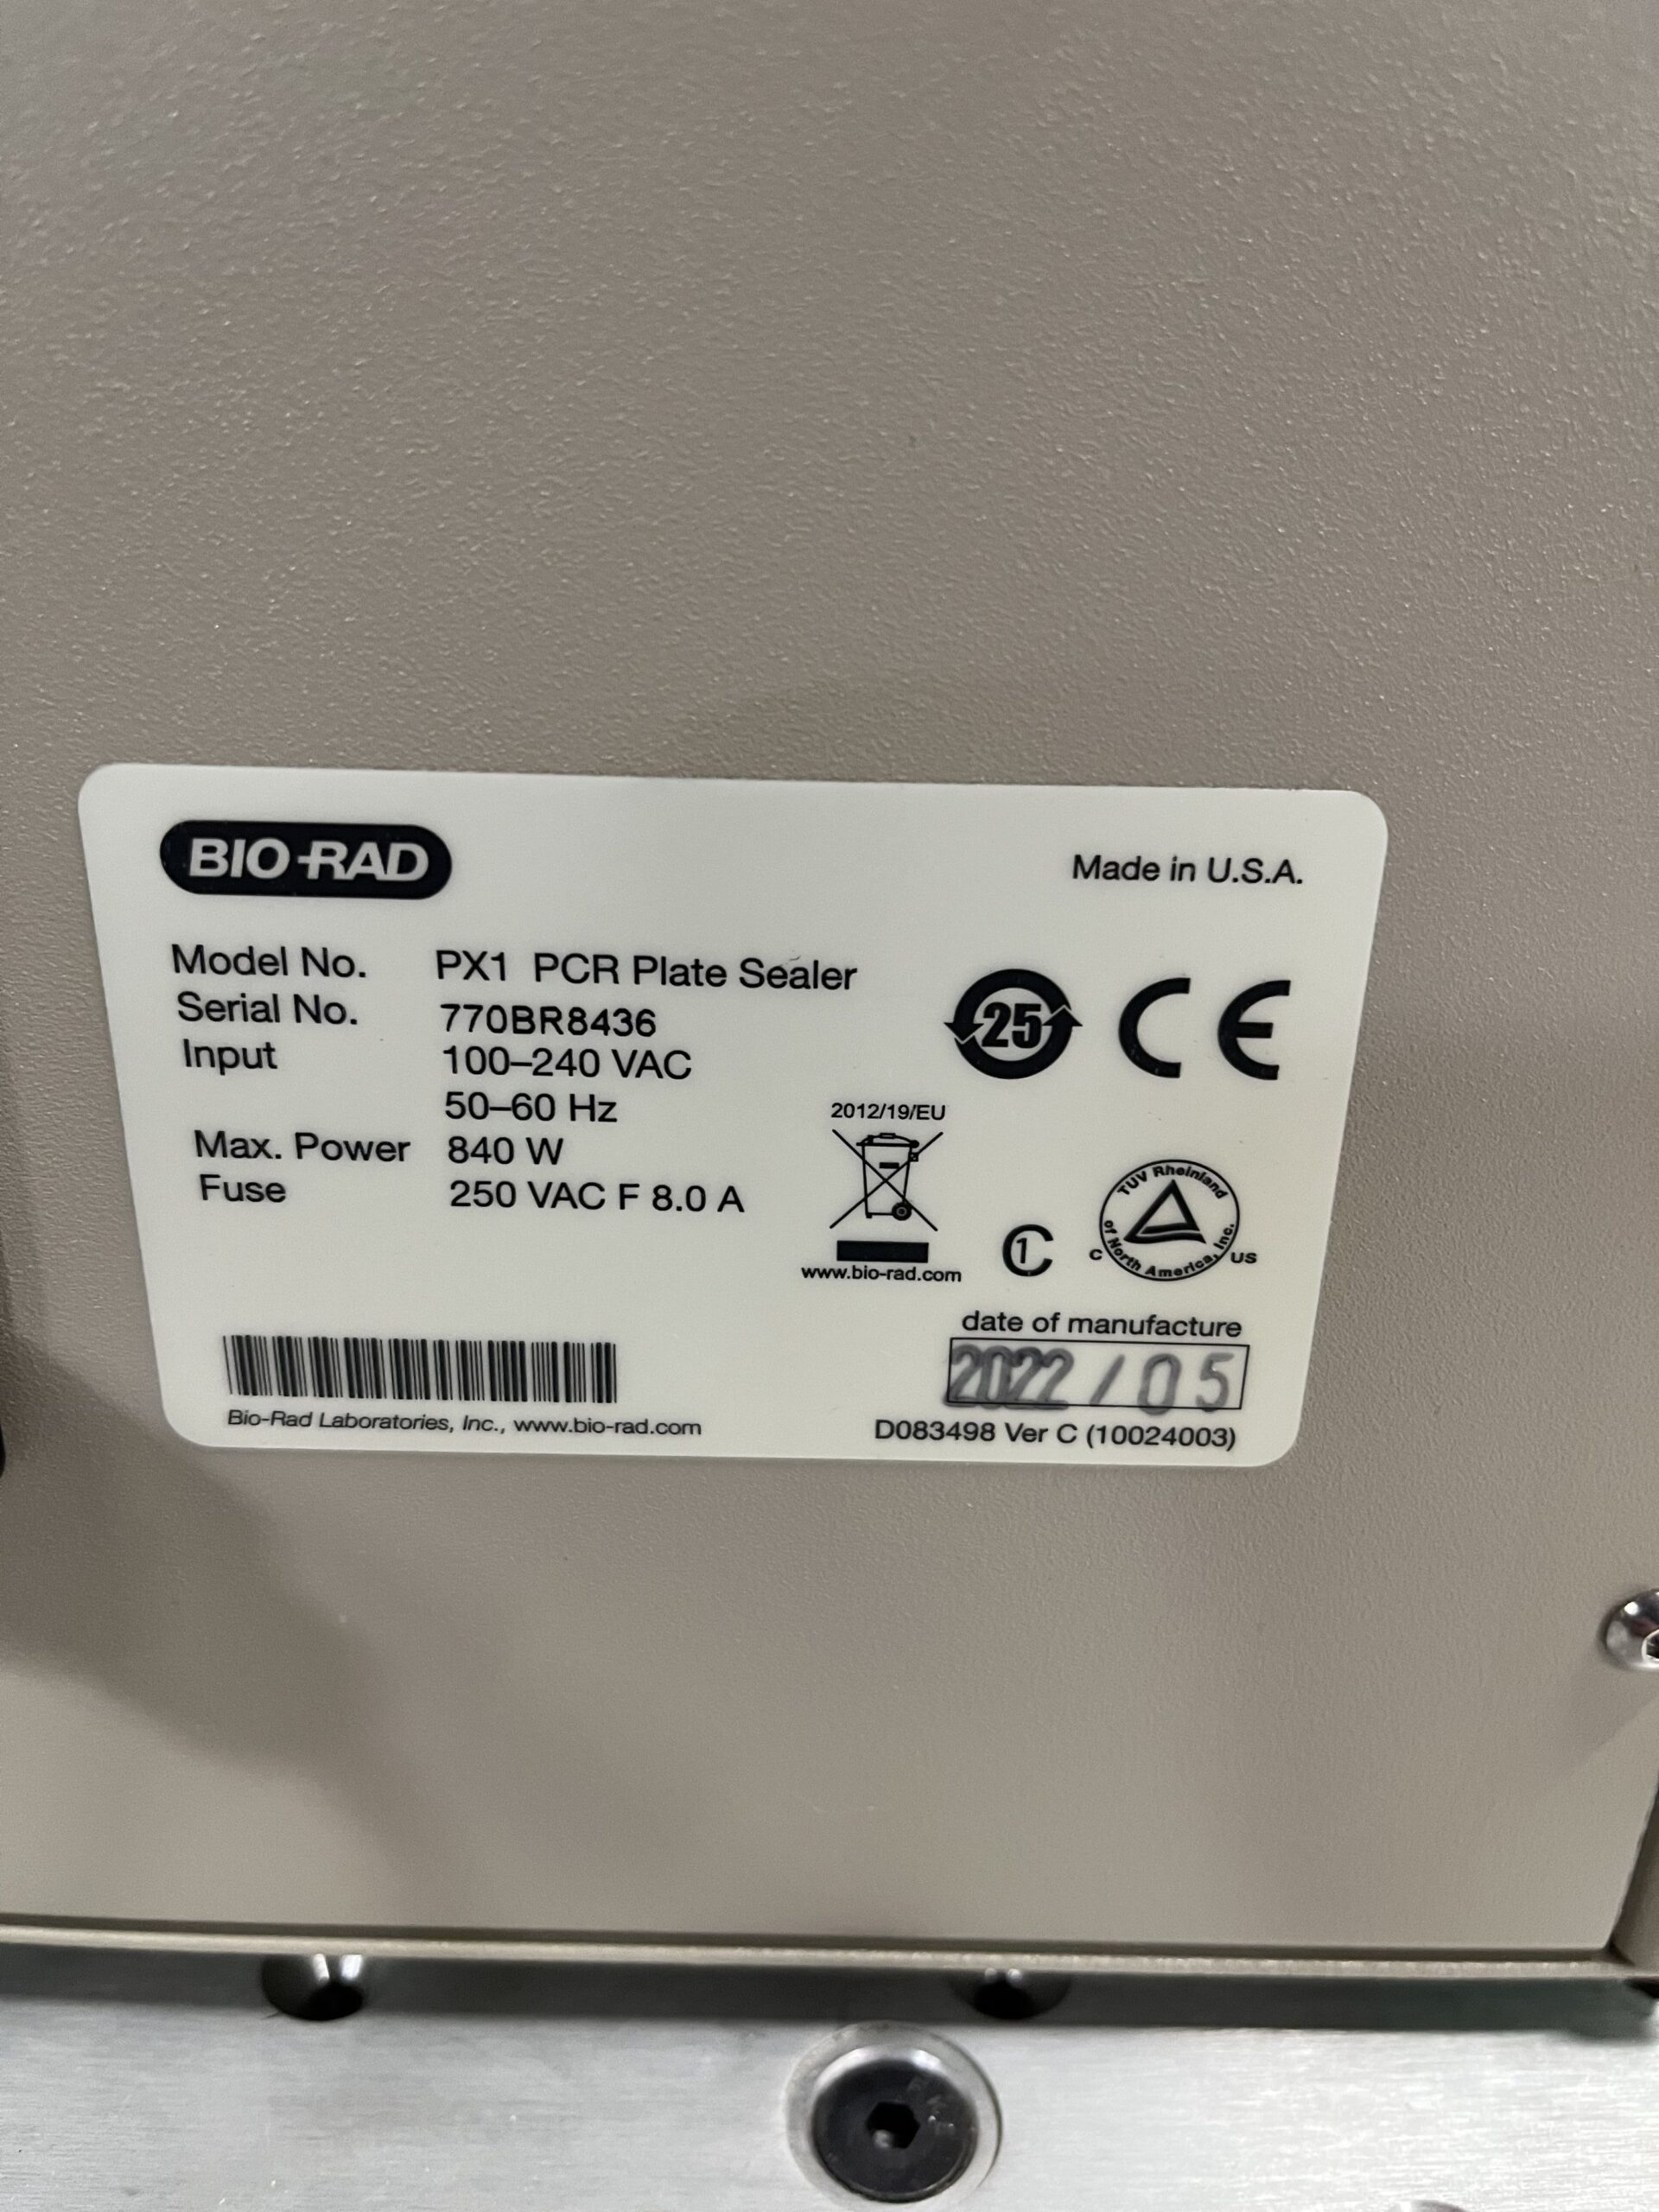 BIO-RAD
Made in U.S.A.
Model No. PX1 PCR Plate Sealer
Serial No. 770BR8436
Input 100–240 VAC
50–60 Hz
Max. Power 840 W
Fuse 250 VAC F 8.0 A
25
CE
2012/19/EU
www.bio-rad.com
C1
TÜV Rheinland
of North America, Inc.
C US
date of manufacture
2022 / 05
Bio-Rad Laboratories, Inc., www.bio-rad.com
D083498 Ver C (10024003)